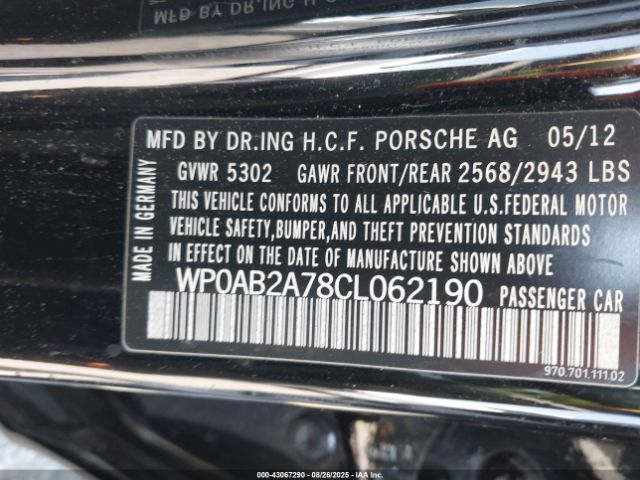 MFD BY DR.ING H.C.F. PORSCHE AG 05/12
GVWR 5302 GAWR FRONT/REAR 2568/2943 LBS
THIS VEHICLE CONFORMS TO ALL APPLICABLE U.S.FEDERAL MOTOR
VEHICLE SAFETY,BUMPER,AND THEFT PREVENTION STANDARDS
IN EFFECT ON THE DATE OF MANUFACTURE SHOWN ABOVE
WP0AB2A78CL062190 PASSENGER CAR
MADE IN GERMANY
970.701.111.02
000-43067290 - 08/26/2025 - IAA Inc.